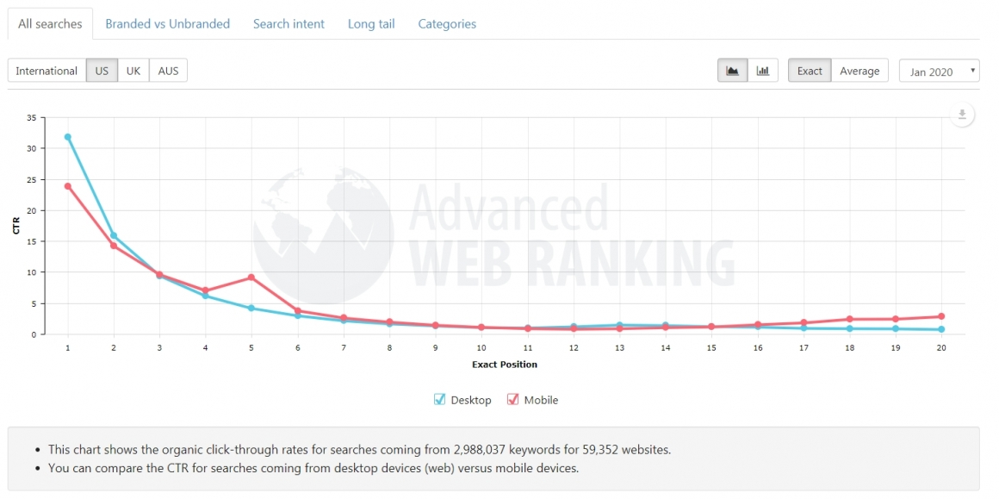 All searches Branded vs Unbranded Search intent Long tail Categories
International US UK AUS Exact Average Jan 2020
35
30
25
20
15
10
5
0
CTR
Advanced
WEB RANKING
1 2 3 4 5 6 7 8 9 10 11 12 13 14 15 16 17 18 19 20
Exact Position
Desktop Mobile
• This chart shows the organic click-through rates for searches coming from 2,988,037 keywords for 59,352 websites.
• You can compare the CTR for searches coming from desktop devices (web) versus mobile devices.